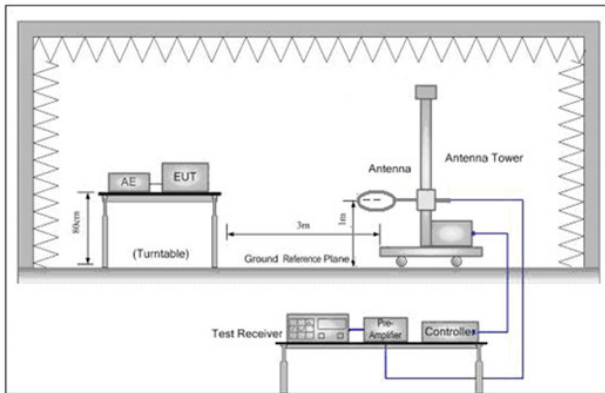 Antenna Tower
Antenna
AE
EUT
80cm
(Turntable)
3m
1m
Ground Reference Plane
Test Receiver
Pre-
Amplifier
Controller